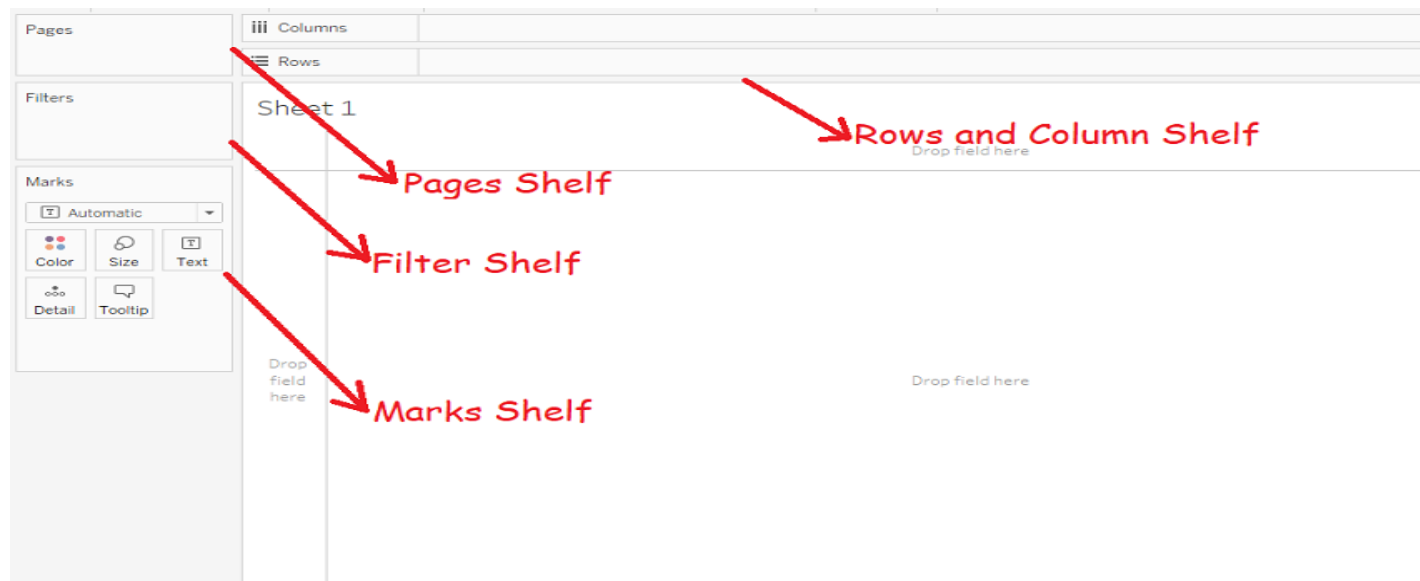 Pages
Columns
Rows
Filters
Sheet 1
Rows and Column Shelf
Drop field here
Marks
Pages Shelf
Automatic
Color Size Text
Filter Shelf
Detail Tooltip
Drop
field
here
Drop field here
Marks Shelf